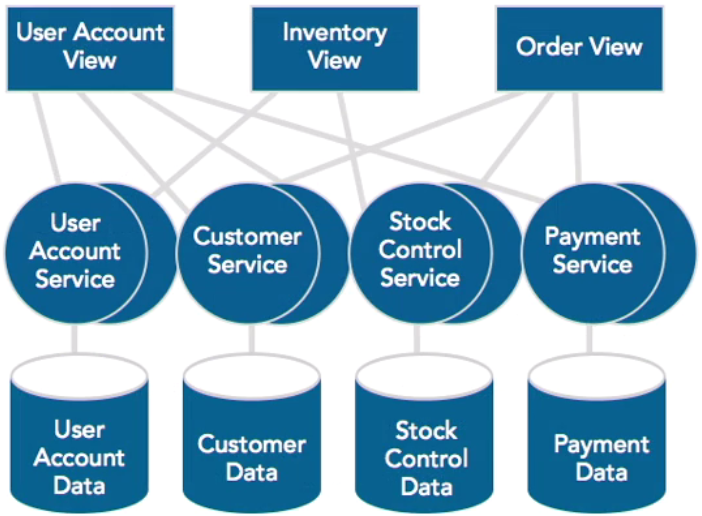 User Account
View
Inventory
View
Order View
User
Account
Service
Customer
Service
Stock
Control
Service
Payment
Service
User
Account
Data
Customer
Data
Stock
Control
Data
Payment
Data